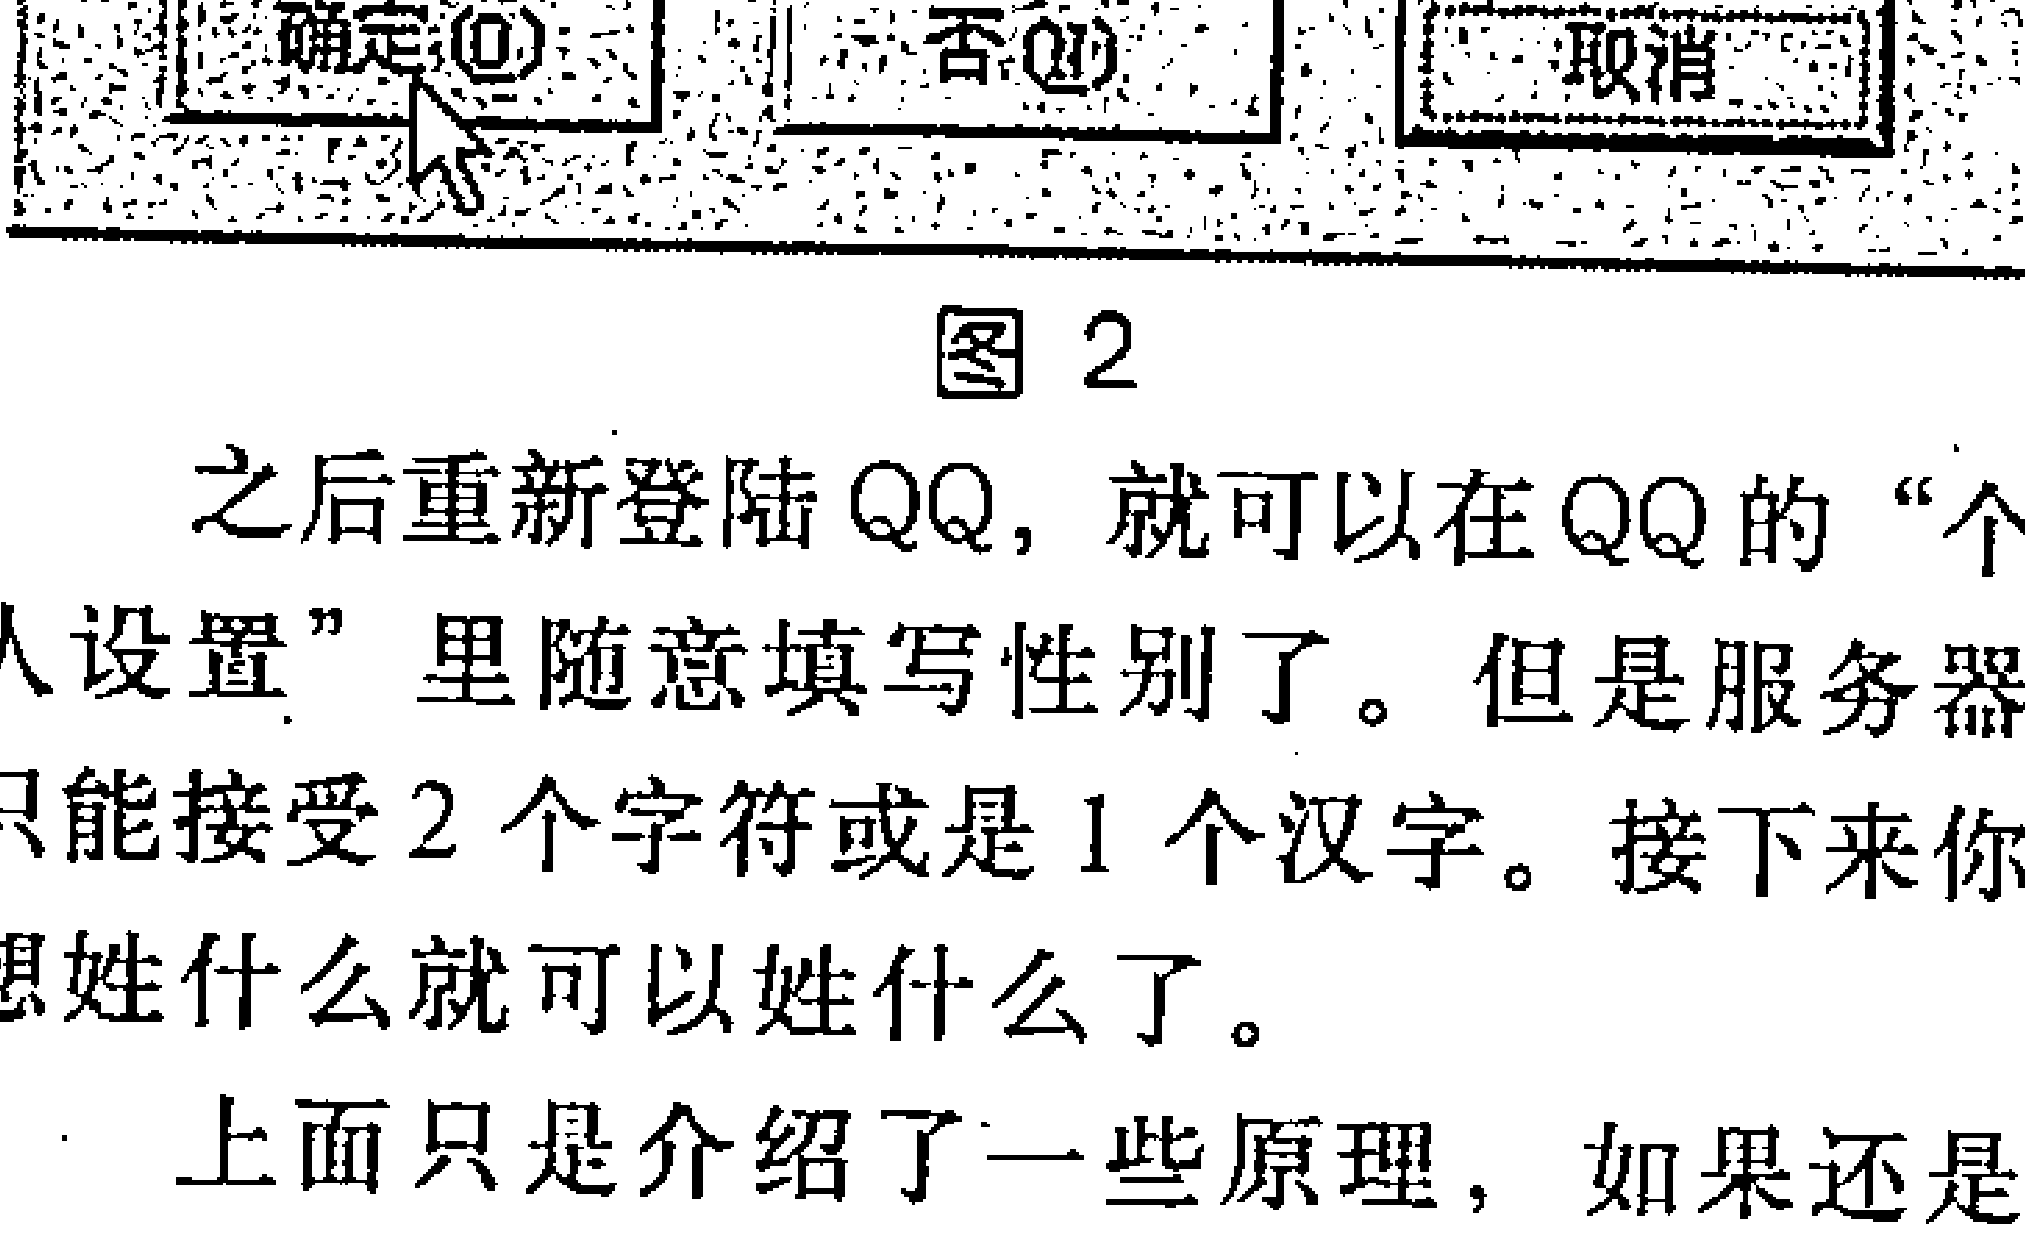 确定(O) 否(N) 取消
图 2
之后重新登陆QQ，就可以在QQ的“个
人设置”里随意填写性别了。但是服务器
只能接受2个字符或是1个汉字。接下来你
想姓什么就可以姓什么了。
上面只是介绍了一些原理，如果还是